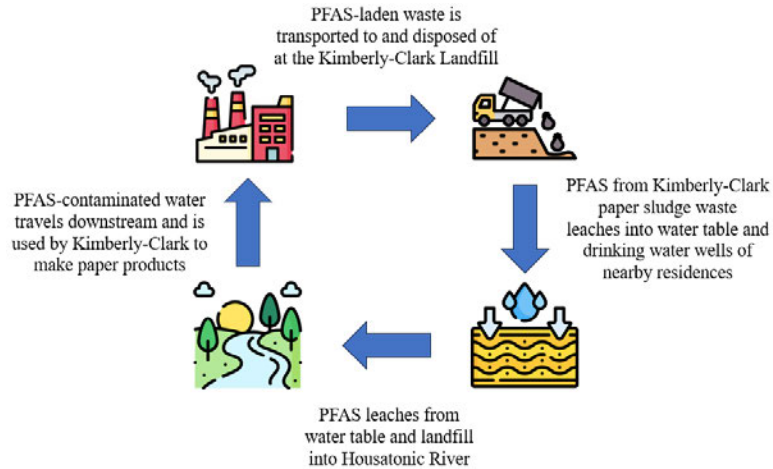 PFAS-laden waste is
transported to and disposed of
at the Kimberly-Clark Landfill
PFAS from Kimberly-Clark
paper sludge waste
leaches into water table and
drinking water wells of
nearby residences
PFAS leaches from
water table and landfill
into Housatonic River
PFAS-contaminated water
travels downstream and is
used by Kimberly-Clark to
make paper products